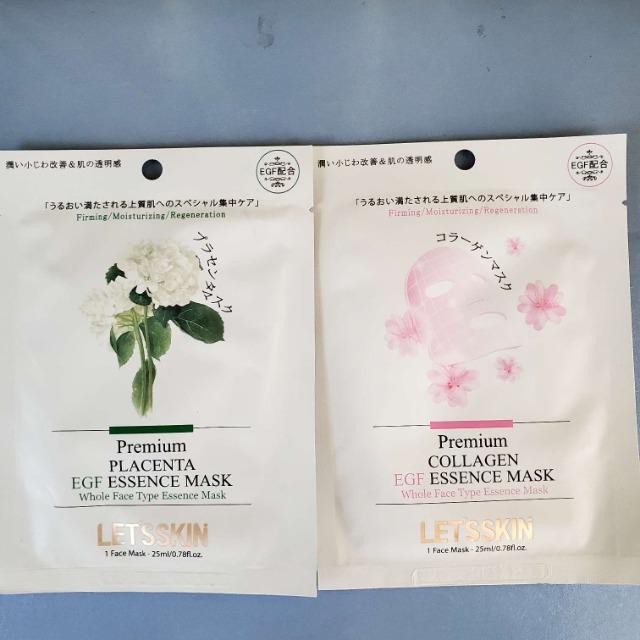 潤い小じわ改善＆肌の透明感
EGF配合
「うるおい満たされる上質肌へのスペシャル集中ケア」
Firming/Moisturizing/Regeneration
プラセンタマスク
Premium
PLACENTA
EGF ESSENCE MASK
Whole Face Type Essence Mask
LET'SSKIN
1 Face Mask - 25ml/0.78fl.oz.
潤い小じわ改善＆肌の透明感
EGF配合
「うるおい満たされる上質肌へのスペシャル集中ケア」
Firming/Moisturizing/Regeneration
コラーゲンマスク
Premium
COLLAGEN
EGF ESSENCE MASK
Whole Face Type Essence Mask
LET'SSKIN
1 Face Mask - 25ml/0.78fl.oz.